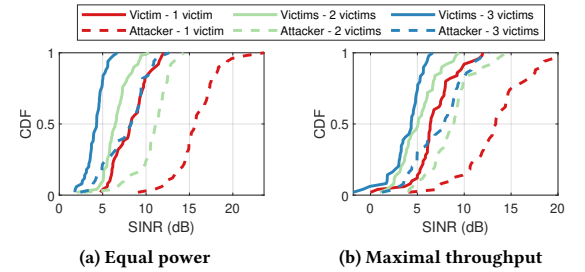 Victim - 1 victim Victims - 2 victims Victims - 3 victims
Attacker - 1 victim Attacker - 2 victims Attacker - 3 victims
1 1
0.5 0.5
0 0
CDF CDF
0 5 10 15 20 0 5 10 15 20
SINR (dB) SINR (dB)
(a) Equal power (b) Maximal throughput